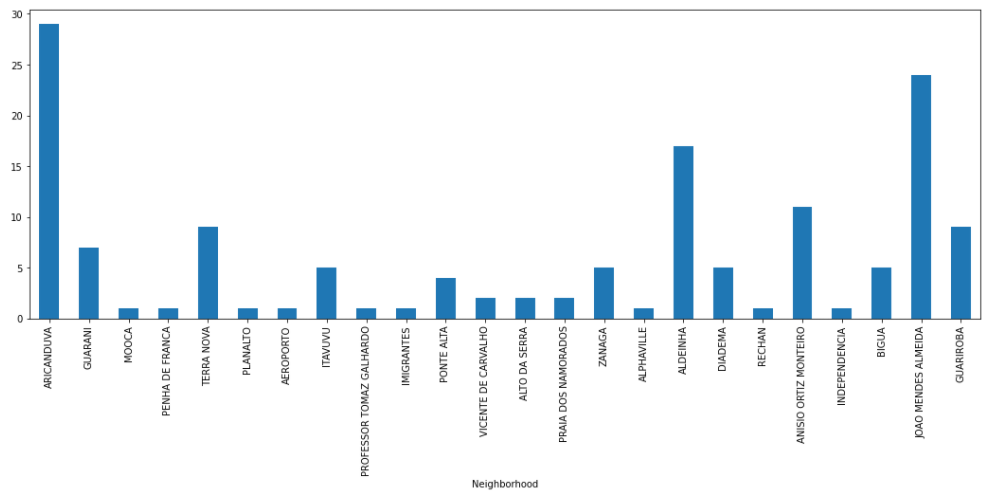 30
25
20
15
10
5
0
ARICANDUVA
GUARANI
MOOCA
PENHA DE FRANCA
TERRA NOVA
PLANALTO
AEROPORTO
ITAVUVU
PROFESSOR TOMAZ GALHARDO
IMIGRANTES
PONTE ALTA
VICENTE DE CARVALHO
ALTO DA SERRA
PRAIA DOS NAMORADOS
ZANAGA
ALPHAVILLE
ALDEINHA
DIADEMA
RECHAN
ANISIO ORTIZ MONTEIRO
INDEPENDENCIA
BIGUA
JOAO MENDES ALMEIDA
GUARIROBA
Neighborhood